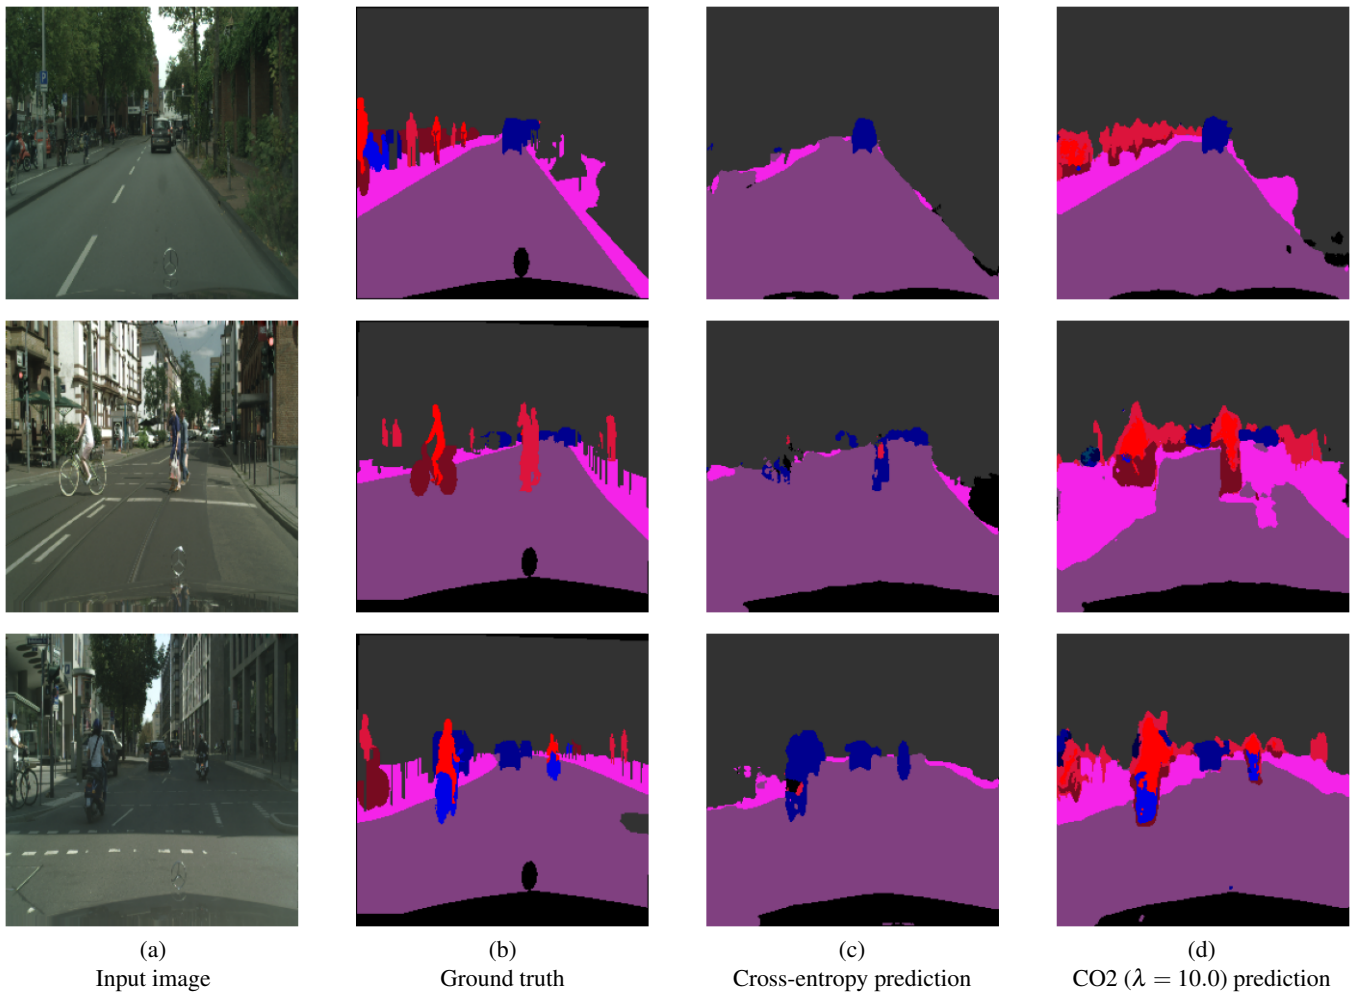 (a)
Input image
(b)
Ground truth
(c)
Cross-entropy prediction
(d)
CO2 (λ = 10.0) prediction